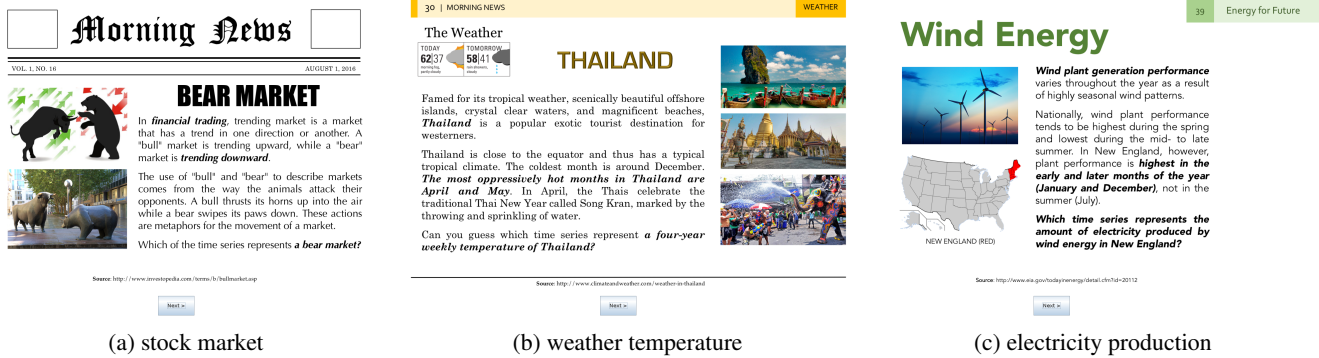 Morning News
VOL. 1, NO. 16
AUGUST 1, 2016
BEAR MARKET
In financial trading, trending market is a market
that has a trend in one direction or another. A
"bull" market is trending upward, while a "bear"
market is trending downward.
The use of "bull" and "bear" to describe markets
comes from the way the animals attack their
opponents. A bull thrusts its horns up into the air
while a bear swipes its paws down. These actions
are metaphors for the movement of a market.
Which of the time series represents a bear market?
Source: http://www.investopedia.com/terms/b/bullmarket.asp
Next »
(a) stock market
30 | MORNING NEWS
WEATHER
The Weather
TODAY
62|37
morning fog,
partly cloudy
TOMORROW
58|41
rain showers,
cloudy
THAILAND
Famed for its tropical weather, scenically beautiful offshore
islands, crystal clear waters, and magnificent beaches,
Thailand is a popular exotic tourist destination for
westerners.
Thailand is close to the equator and thus has a typical
tropical climate. The coldest month is around December.
The most oppressively hot months in Thailand are
April and May. In April, the Thais celebrate the
traditional Thai New Year called Song Kran, marked by the
throwing and sprinkling of water.
Can you guess which time series represent a four-year
weekly temperature of Thailand?
Source: http://www.climateandweather.com/weather-in-thailand
Next »
(b) weather temperature
39
Energy for Future
Wind Energy
NEW ENGLAND (RED)
Wind plant generation performance
varies throughout the year as a result
of highly seasonal wind patterns.
Nationally, wind plant performance
tends to be highest during the spring
and lowest during the mid- to late
summer. In New England, however,
plant performance is highest in the
early and later months of the year
(January and December), not in the
summer (July).
Which time series represents the
amount of electricity produced by
wind energy in New England?
Source: http://www.eia.gov/todayinenergy/detail.cfm?id=20112
Next »
(c) electricity production